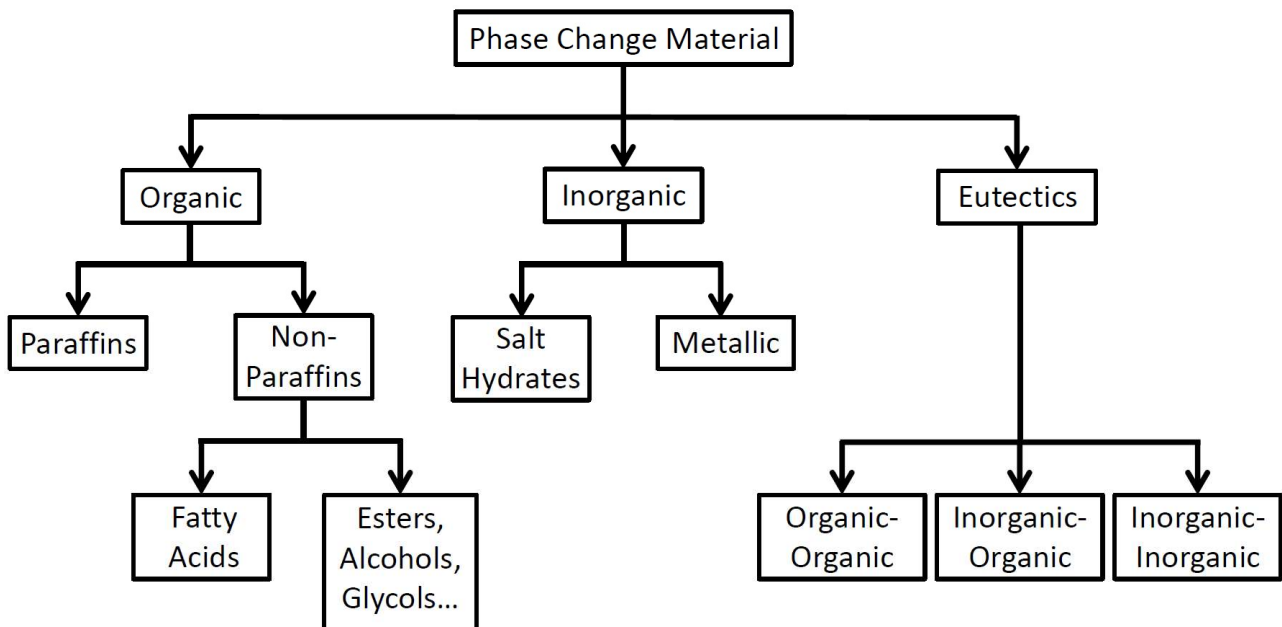 Phase Change Material
Organic
Inorganic
Eutectics
Paraffins
Non-
Paraffins
Salt
Hydrates
Metallic
Fatty
Acids
Esters,
Alcohols,
Glycols...
Organic-
Organic
Inorganic-
Organic
Inorganic-
Inorganic